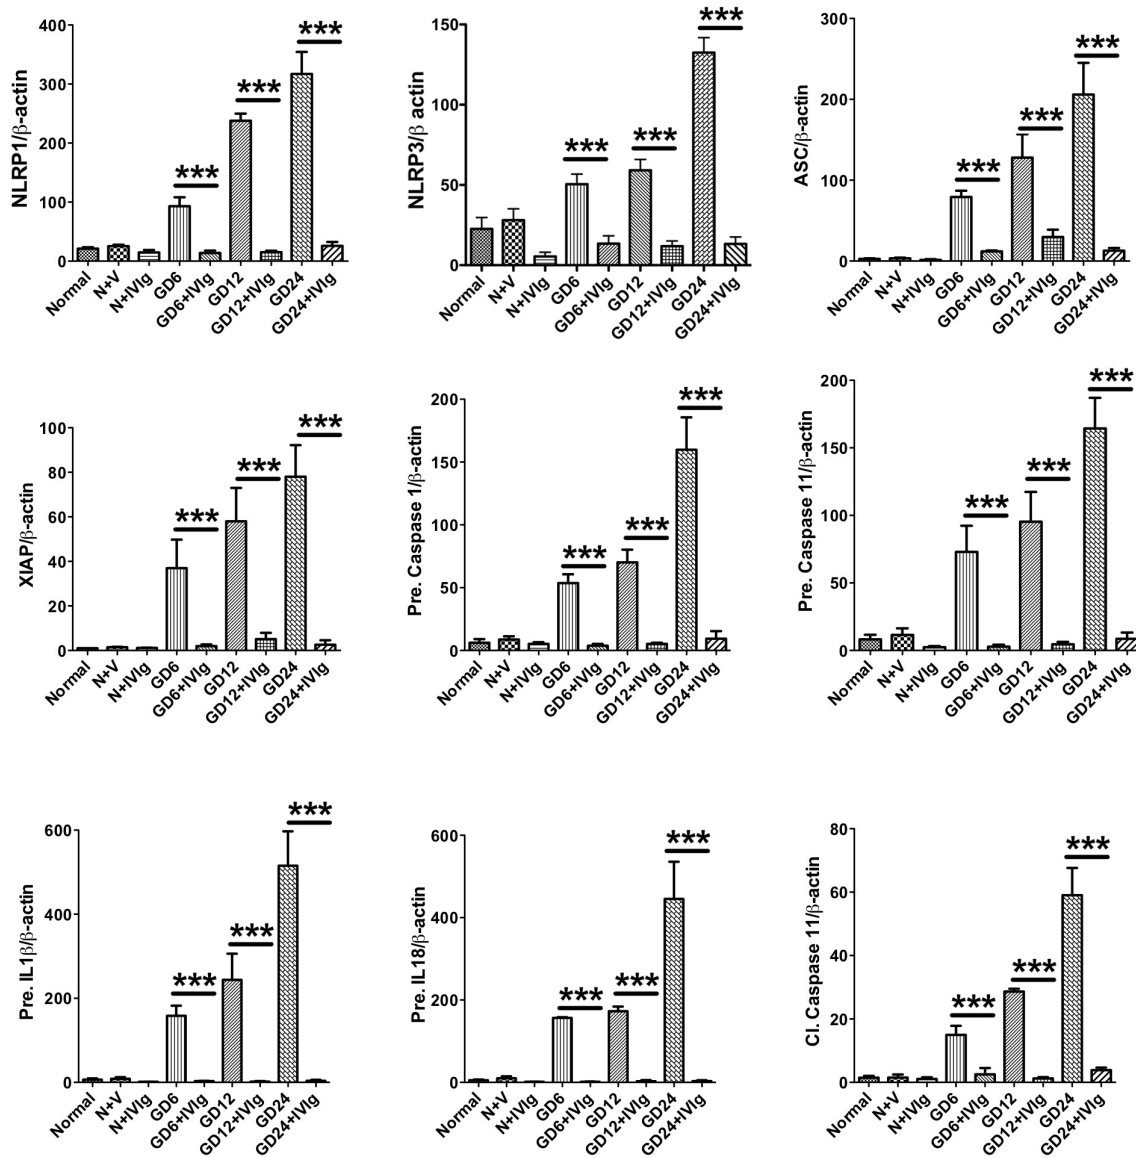 NLRP1/β-actin
400
300
200
100
0
***
***
***
Normal
N+V
N+IVIg
GD6
GD6+IVIg
GD12
GD12+IVIg
GD24
GD24+IVIg
NLRP3/β actin
150
100
50
0
***
***
***
Normal
N+V
N+IVIg
GD6
GD6+IVIg
GD12
GD12+IVIg
GD24
GD24+IVIg
ASC/β-actin
300
200
100
0
***
***
***
Normal
N+V
N+IVIg
GD6
GD6+IVIg
GD12
GD12+IVIg
GD24
GD24+IVIg
XIAP/β-actin
100
80
60
40
20
0
***
***
***
Normal
N+V
N+IVIg
GD6
GD6+IVIg
GD12
GD12+IVIg
GD24
GD24+IVIg
Pre. Caspase 1/β-actin
200
150
100
50
0
***
***
***
Normal
N+V
N+IVIg
GD6
GD6+IVIg
GD12
GD12+IVIg
GD24
GD24+IVIg
Pre. Caspase 11/β-actin
200
150
100
50
0
***
***
***
Normal
N+V
N+IVIg
GD6
GD6+IVIg
GD12
GD12+IVIg
GD24
GD24+IVIg
Pre. IL1β/β-actin
600
400
200
0
***
***
***
Normal
N+V
N+IVIg
GD6
GD6+IVIg
GD12
GD12+IVIg
GD24
GD24+IVIg
Pre. IL18/β-actin
600
400
200
0
***
***
***
Normal
N+V
N+IVIg
GD6
GD6+IVIg
GD12
GD12+IVIg
GD24
GD24+IVIg
Cl. Caspase 11/β-actin
80
60
40
20
0
***
***
***
Normal
N+V
N+IVIg
GD6
GD6+IVIg
GD12
GD12+IVIg
GD24
GD24+IVIg